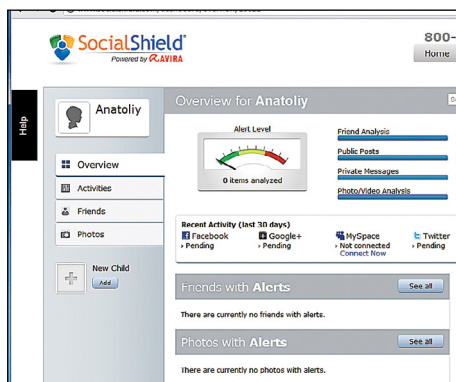 SocialShield®
Powered by AVIRA
800-
Home
Help
Anatoliy
Overview
Activities
Friends
Photos
New Child
Add
Overview for Anatoliy
Alert Level
0 items analyzed
Friend Analysis
Public Posts
Private Messages
Photo/Video Analysis
Recent Activity (last 30 days)
Facebook
› Pending
Google+
› Pending
MySpace
› Not connected
Connect Now
Twitter
› Pending
Friends with Alerts
See all
There are currently no friends with alerts.
Photos with Alerts
See all
There are currently no photos with alerts.